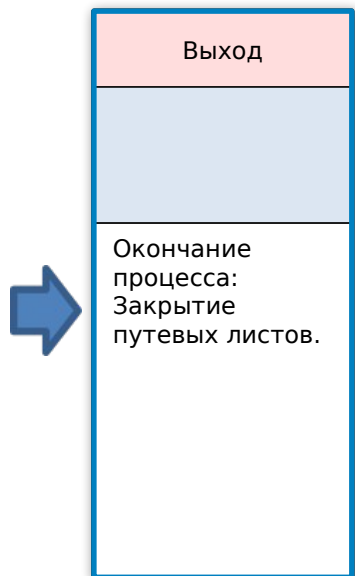 Выход
Окончание
процесса:
Закрытие
путевых листов.